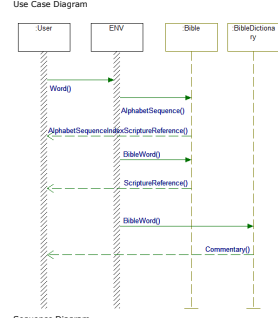 Use Case Diagram
:User
ENV
:Bible
:BibleDictiona
ry
Word()
AlphabetSequence()
AlphabetSequenceIndexScriptureReference()
BibleWord()
ScriptureReference()
BibleWord()
Commentary()
Sequence Diagram